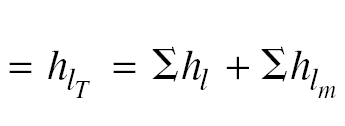 = h_{l_T} = Σh_l + Σh_{l_m}